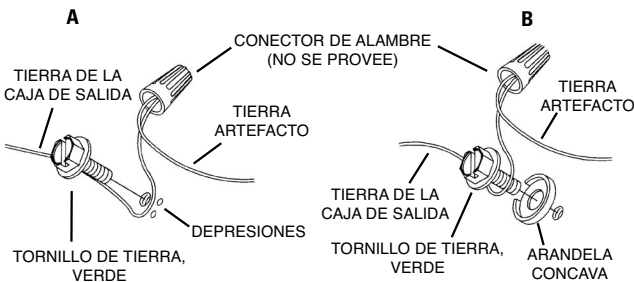 A
B
CONECTOR DE ALAMBRE
(NO SE PROVEE)
TIERRA DE LA
CAJA DE SALIDA
TIERRA
ARTEFACTO
DEPRESIONES
TORNILLO DE TIERRA,
VERDE
TIERRA
ARTEFACTO
TIERRA DE LA
CAJA DE SALIDA
TORNILLO DE TIERRA,
VERDE
ARANDELA
CONCAVA